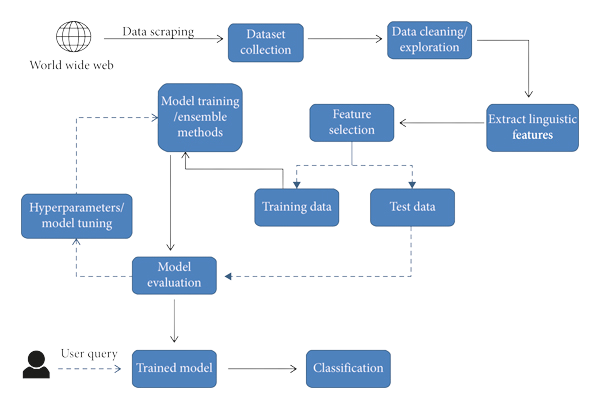 World wide web
Data scraping
Dataset
collection
Data cleaning/
exploration
Model training
/ensemble
methods
Feature
selection
Extract linguistic
features
Hyperparameters/
model tuning
Training data
Test data
Model
evaluation
User query
Trained model
Classification